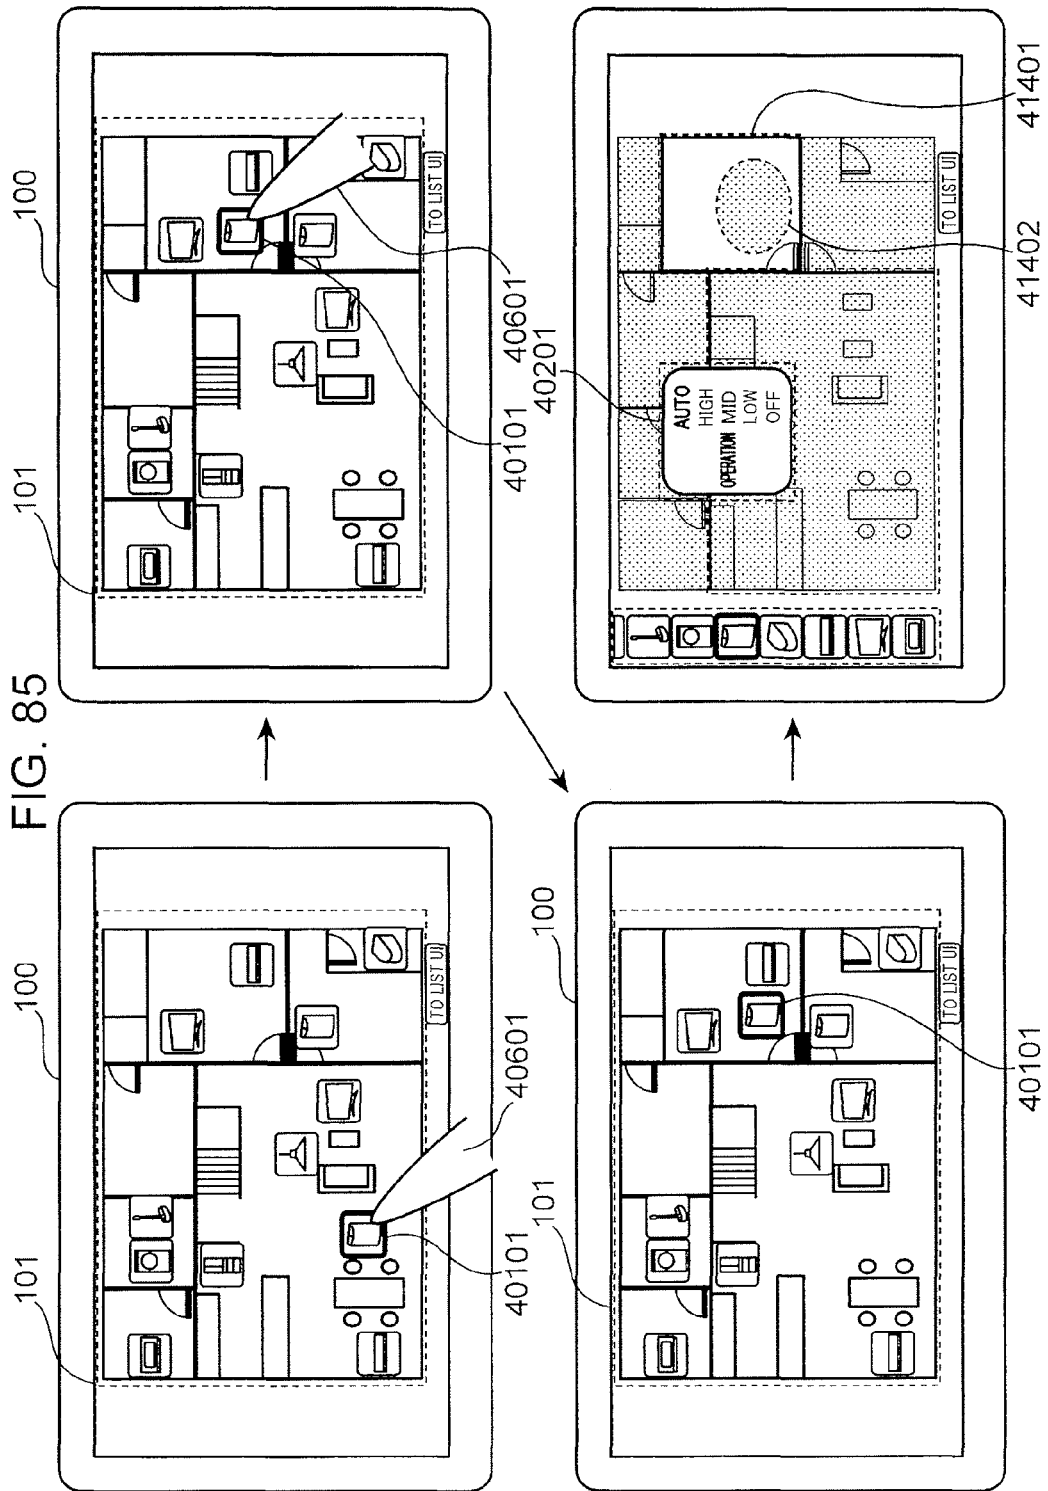 FIG. 85
101
100
101
100
TO LIST UI
TO LIST UI
40101
40601
40101
40601
101
100
40201
AUTO
HIGH
OPERATION MID
LOW
OFF
TO LIST UI
TO LIST UI
40101
41402
41401